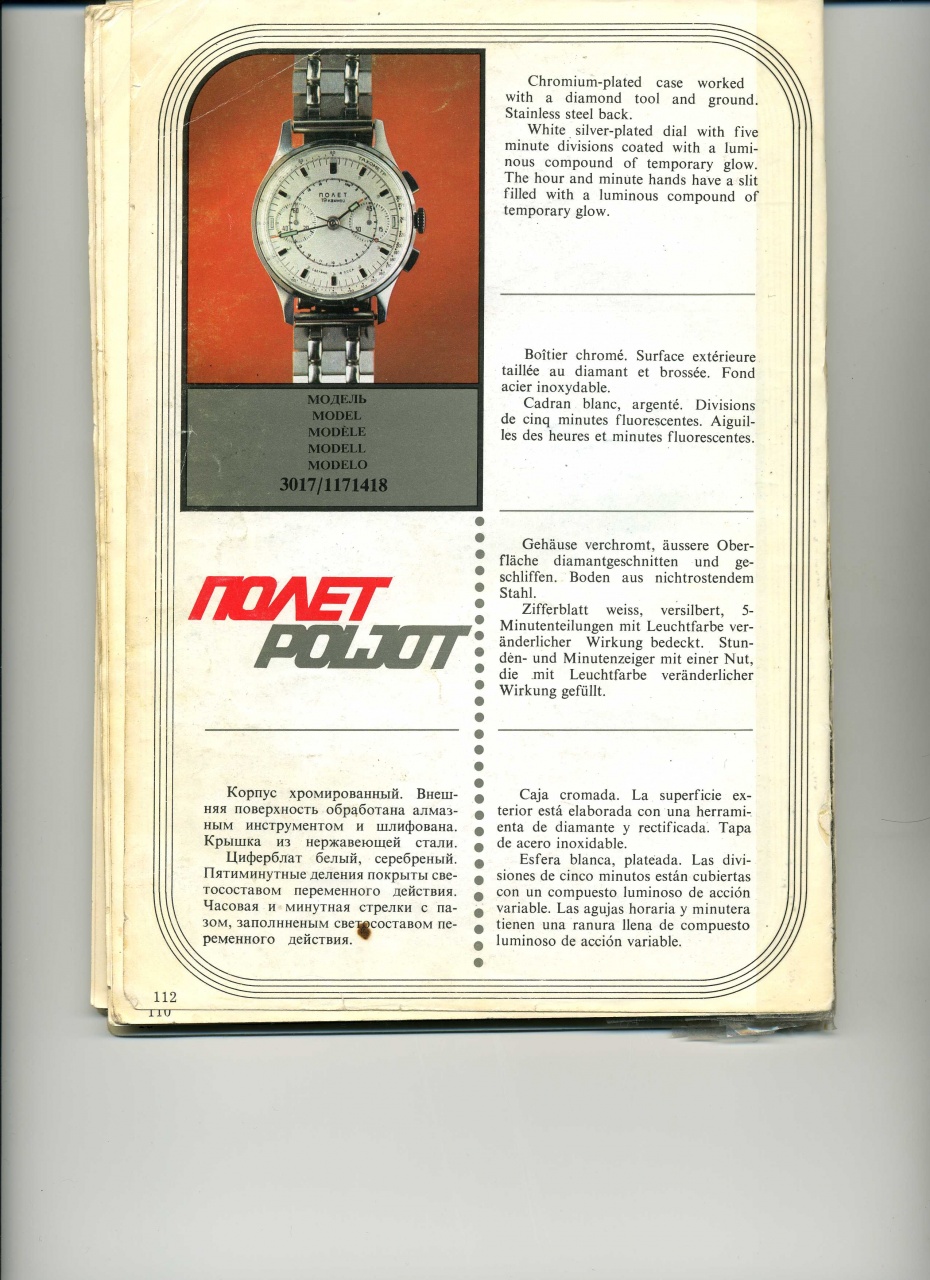 ТАХОМЕТР
ПОЛЕТ
19 КАМНЕЙ
СДЕЛАНО В СССР
МОДЕЛЬ
MODEL
MODÈLE
MODELL
MODELO
3017/1171418
ПОЛЕТ
POLJOT
Корпус хромированный. Внеш-
няя поверхность обработана алмаз-
ным инструментом и шлифована.
Крышка из нержавеющей стали.
Циферблат белый, серебреный.
Пятиминутные деления покрыты све-
тосоставом переменного действия.
Часовая и минутная стрелки с па-
зом, заполнненым светосоставом пе-
ременного действия.
Chromium-plated case worked
with a diamond tool and ground.
Stainless steel back.
White silver-plated dial with five
minute divisions coated with a lumi-
nous compound of temporary glow.
The hour and minute hands have a slit
filled with a luminous compound of
temporary glow.
Boîtier chromé. Surface extérieure
taillée au diamant et brossée. Fond
acier inoxydable.
Cadran blanc, argenté. Divisions
de cinq minutes fluorescentes. Aiguil-
les des heures et minutes fluorescentes.
Gehäuse verchromt, äussere Ober-
fläche diamantgeschnitten und ge-
schliffen. Boden aus nichtrostendem
Stahl.
Zifferblatt weiss, versilbert, 5-
Minutenteilungen mit Leuchtfarbe ver-
änderlicher Wirkung bedeckt. Stun-
den- und Minutenzeiger mit einer Nut,
die mit Leuchtfarbe veränderlicher
Wirkung gefüllt.
Caja cromada. La superficie ex-
terior está elaborada con una herrami-
enta de diamante y rectificada. Tapa
de acero inoxidable.
Esfera blanca, plateada. Las divi-
siones de cinco minutos están cubiertas
con un compuesto luminoso de acción
variable. Las agujas horaria y minutera
tienen una ranura llena de compuesto
luminoso de acción variable.
112
110